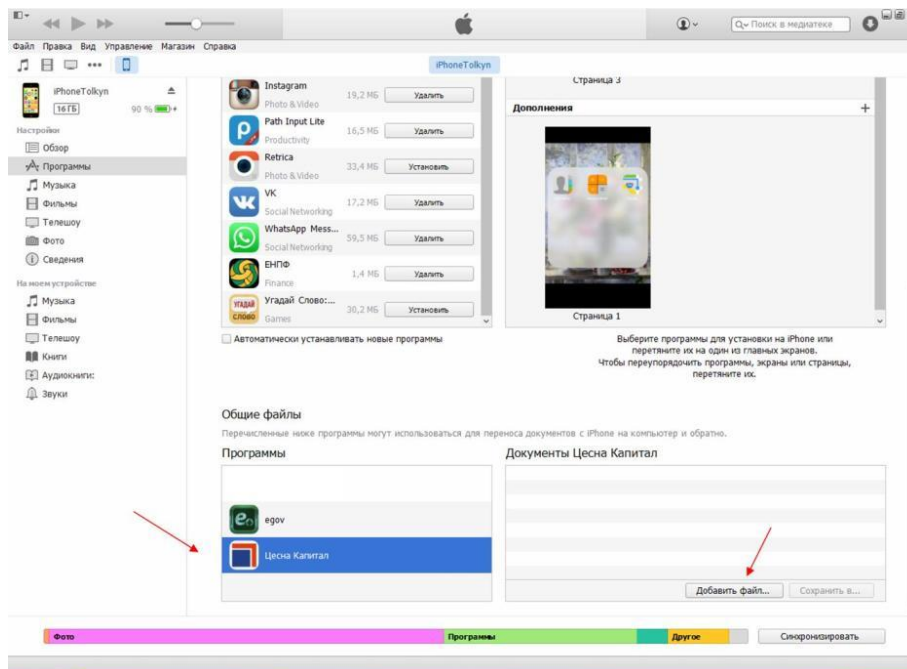 Поиск в медиатеке
Файл Правка Вид Управление Магазин Справка
iPhoneTolkyn
iPhoneTolkyn
16 ГБ
90 %
Настройки
Обзор
Программы
Музыка
Фильмы
Телешоу
Фото
Сведения
На моем устройстве
Музыка
Фильмы
Телешоу
Книги
Аудиокниги:
Звуки
Instagram
Photo & Video
19,2 МБ
Удалить
Path Input Lite
Productivity
16,5 МБ
Удалить
Retrica
Photo & Video
33,4 МБ
Установить
VK
Social Networking
17,2 МБ
Удалить
WhatsApp Mess...
Social Networking
59,5 МБ
Удалить
ЕНПФ
Finance
1,4 МБ
Удалить
УГАДАЙ
СЛОВО
Угадай Слово:...
Games
30,2 МБ
Установить
Автоматически устанавливать новые программы
Страница 3
Дополнения
Страница 1
Выберите программы для установки на iPhone или
перетяните их на один из главных экранов.
Чтобы переупорядочить программы, экраны или страницы,
перетяните их.
Общие файлы
Перечисленные ниже программы могут использоваться для переноса документов с iPhone на компьютер и обратно.
Программы
egov
Цесна Капитал
Документы Цесна Капитал
Добавить файл...
Сохранить в...
Фото
Программы
Другое
Синхронизировать